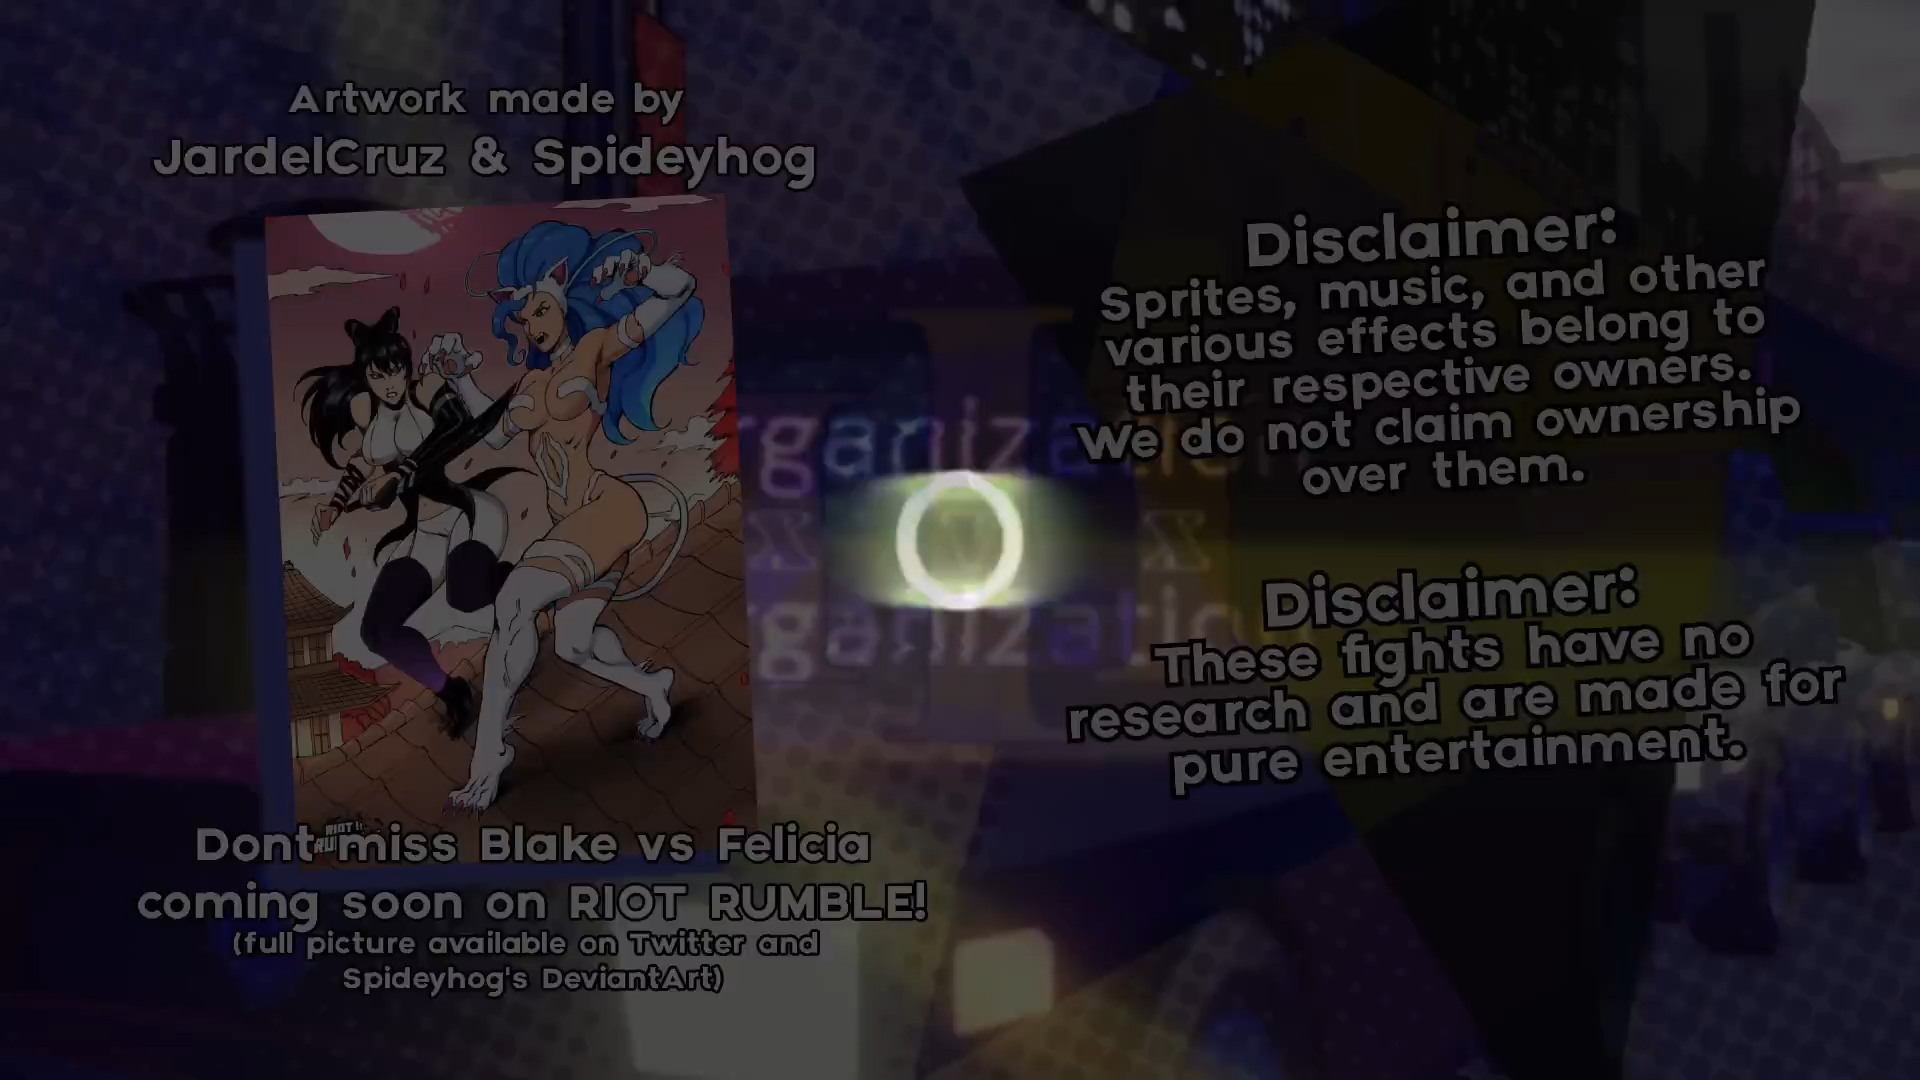 Artwork made by
JardelCruz & Spideyhog
Dont miss Blake vs Felicia
coming soon on RIOT RUMBLE!
(full picture available on Twitter and
Spideyhog's DeviantArt)
Disclaimer:
Sprites, music, and other
various effects belong to
their respective owners.
We do not claim ownership
over them.
Disclaimer:
These fights have no
research and are made for
pure entertainment.